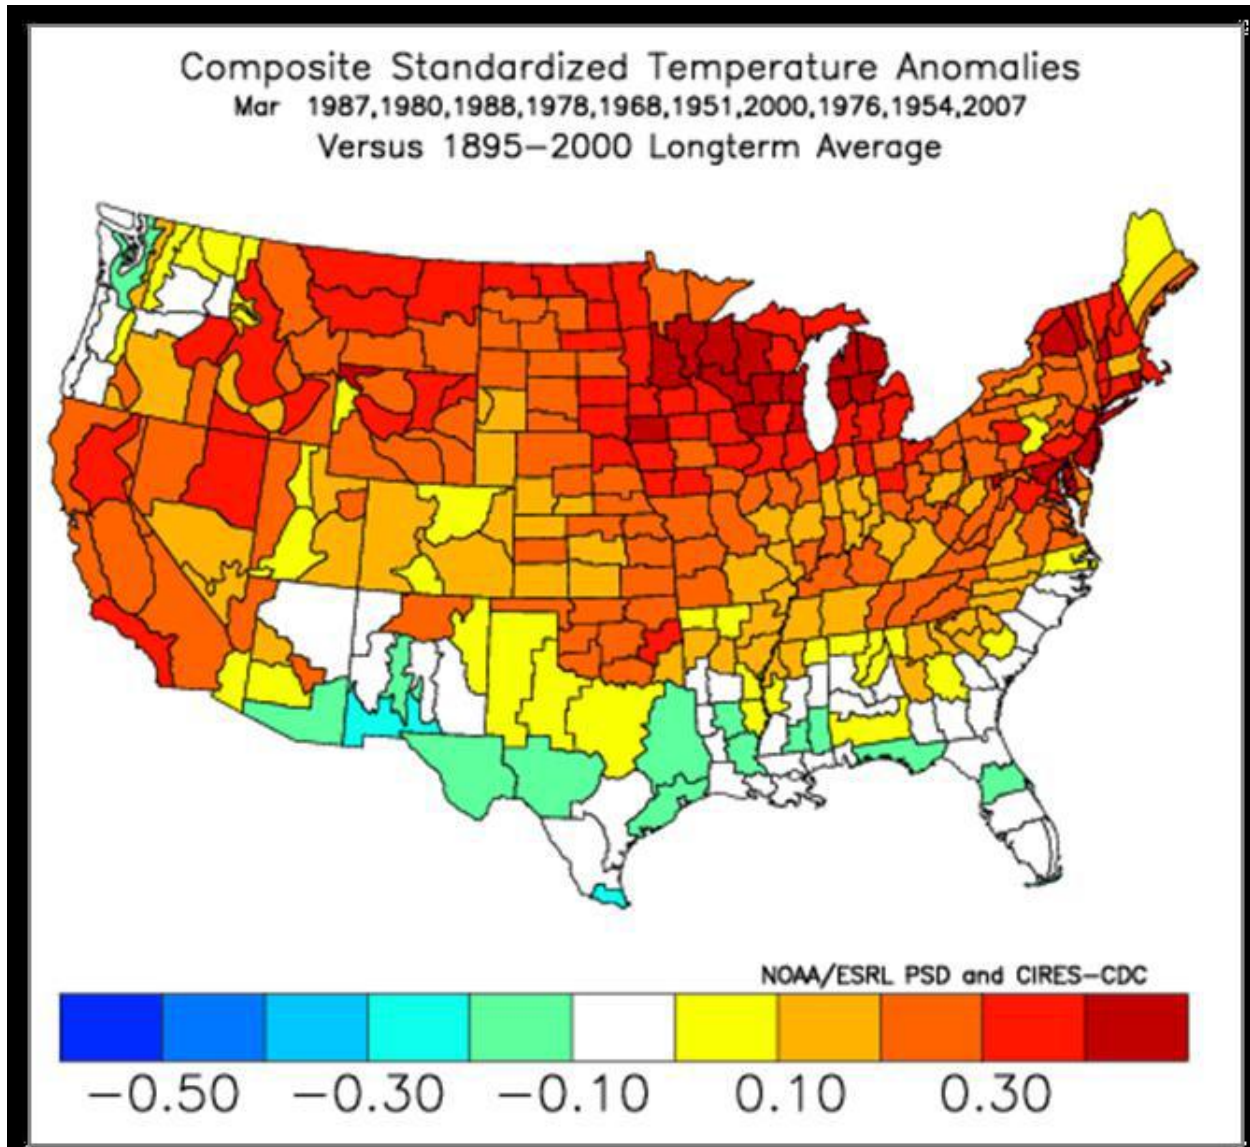 Composite Standardized Temperature Anomalies
Mar 1987,1980,1988,1978,1968,1951,2000,1976,1954,2007
Versus 1895−2000 Longterm Average
NOAA/ESRL PSD and CIRES−CDC
−0.50 −0.30 −0.10 0.10 0.30